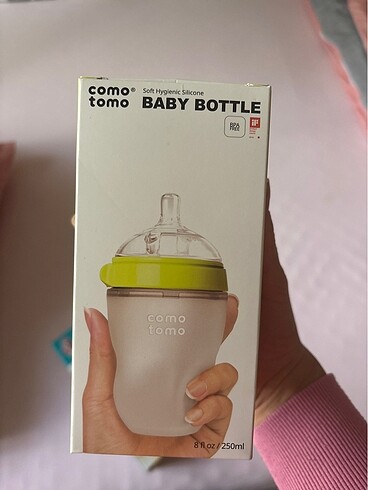 como®
tomo
Soft Hygienic Silicone
BABY BOTTLE
BPA
FREE
como
tomo
8 fl oz / 250ml